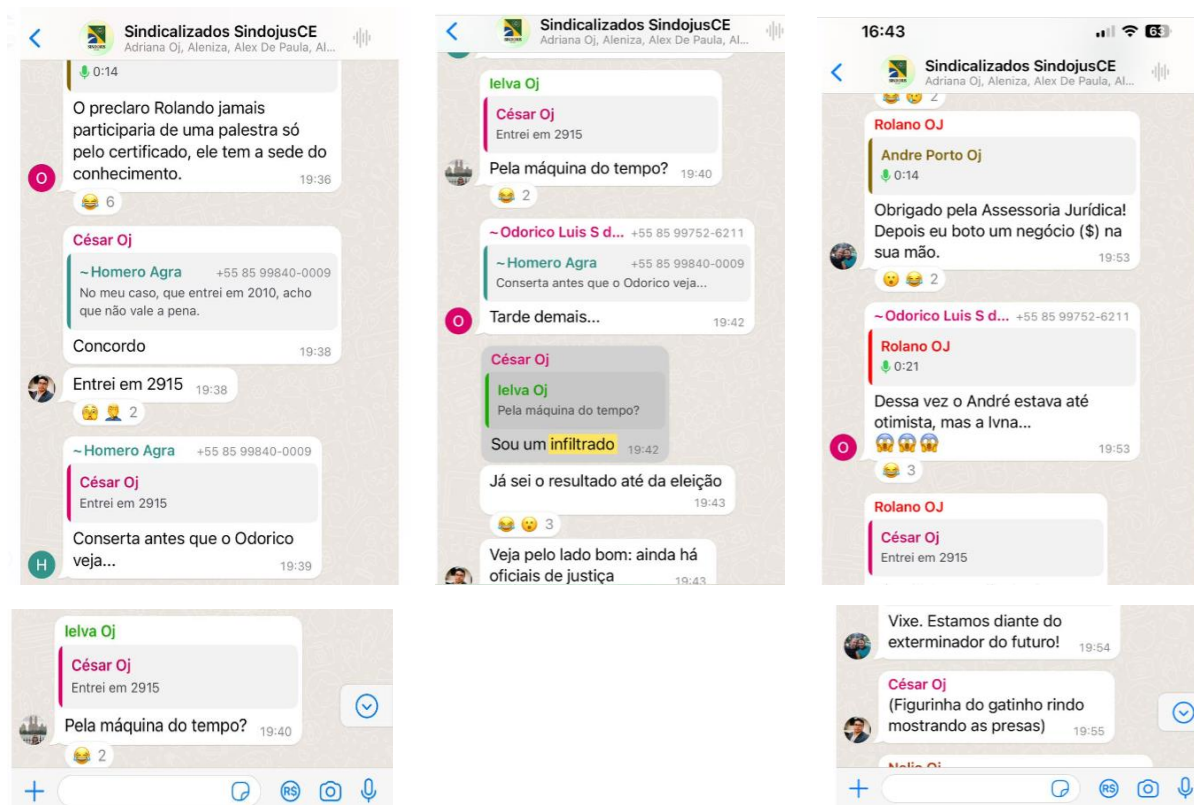 Sindicalizados SindojusCE
Adriana Oj, Aleniza, Alex De Paula, Al...
0:14
O preclaro Rolando jamais
participaria de uma palestra só
pelo certificado, ele tem a sede do
conhecimento.
19:36
O
😂 6
César Oj
~Homero Agra +55 85 99840-0009
No meu caso, que entrei em 2010, acho
que não vale a pena.
Concordo
19:38
Entrei em 2915 19:38
🫣 🤦 2
~Homero Agra +55 85 99840-0009
César Oj
Entrei em 2915
Conserta antes que o Odorico
veja...
19:39
H
Ielva Oj
César Oj
Entrei em 2915
Pela máquina do tempo? 19:40
😂 2
R$
Sindicalizados SindojusCE
Adriana Oj, Aleniza, Alex De Paula, Al...
Ielva Oj
César Oj
Entrei em 2915
Pela máquina do tempo? 19:40
😂 2
~Odorico Luis S d... +55 85 99752-6211
~Homero Agra +55 85 99840-0009
Conserta antes que o Odorico veja...
Tarde demais...
19:42
O
César Oj
Ielva Oj
Pela máquina do tempo?
Sou um infiltrado 19:42
Já sei o resultado até da eleição
19:43
😂 😮 3
Veja pelo lado bom: ainda há
oficiais de justiça 19:43
16:43
63
Sindicalizados SindojusCE
Adriana Oj, Aleniza, Alex De Paula, Al...
2
Rolano OJ
Andre Porto Oj
0:14
Obrigado pela Assessoria Jurídica!
Depois eu boto um negócio ($) na
sua mão.
19:53
😮 😂 2
~Odorico Luis S d... +55 85 99752-6211
Rolano OJ
0:21
Dessa vez o André estava até
otimista, mas a Ivna...
😱😱😱
19:53
O
😂 3
Rolano OJ
César Oj
Entrei em 2915
Vixe. Estamos diante do
exterminador do futuro! 19:54
César Oj
(Figurinha do gatinho rindo
mostrando as presas) 19:55
R$